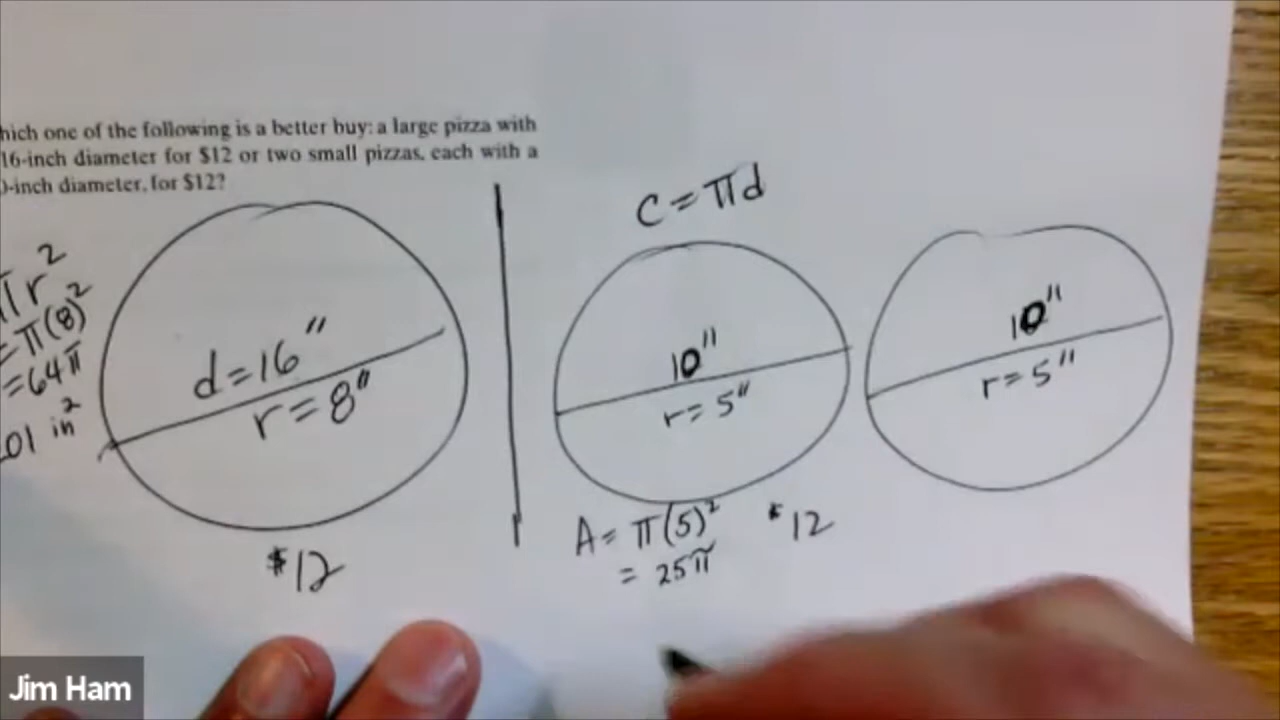 hich one of the following is a better buy: a large pizza with
16-inch diameter for $12 or two small pizzas, each with a
0-inch diameter, for $12?
πr²
=π(8)²
=64π
01 in²
d=16"
r=8"
$12
C=πd
10"
r=5"
10"
r=5"
A=π(5)²
=25π
$12
Jim Ham